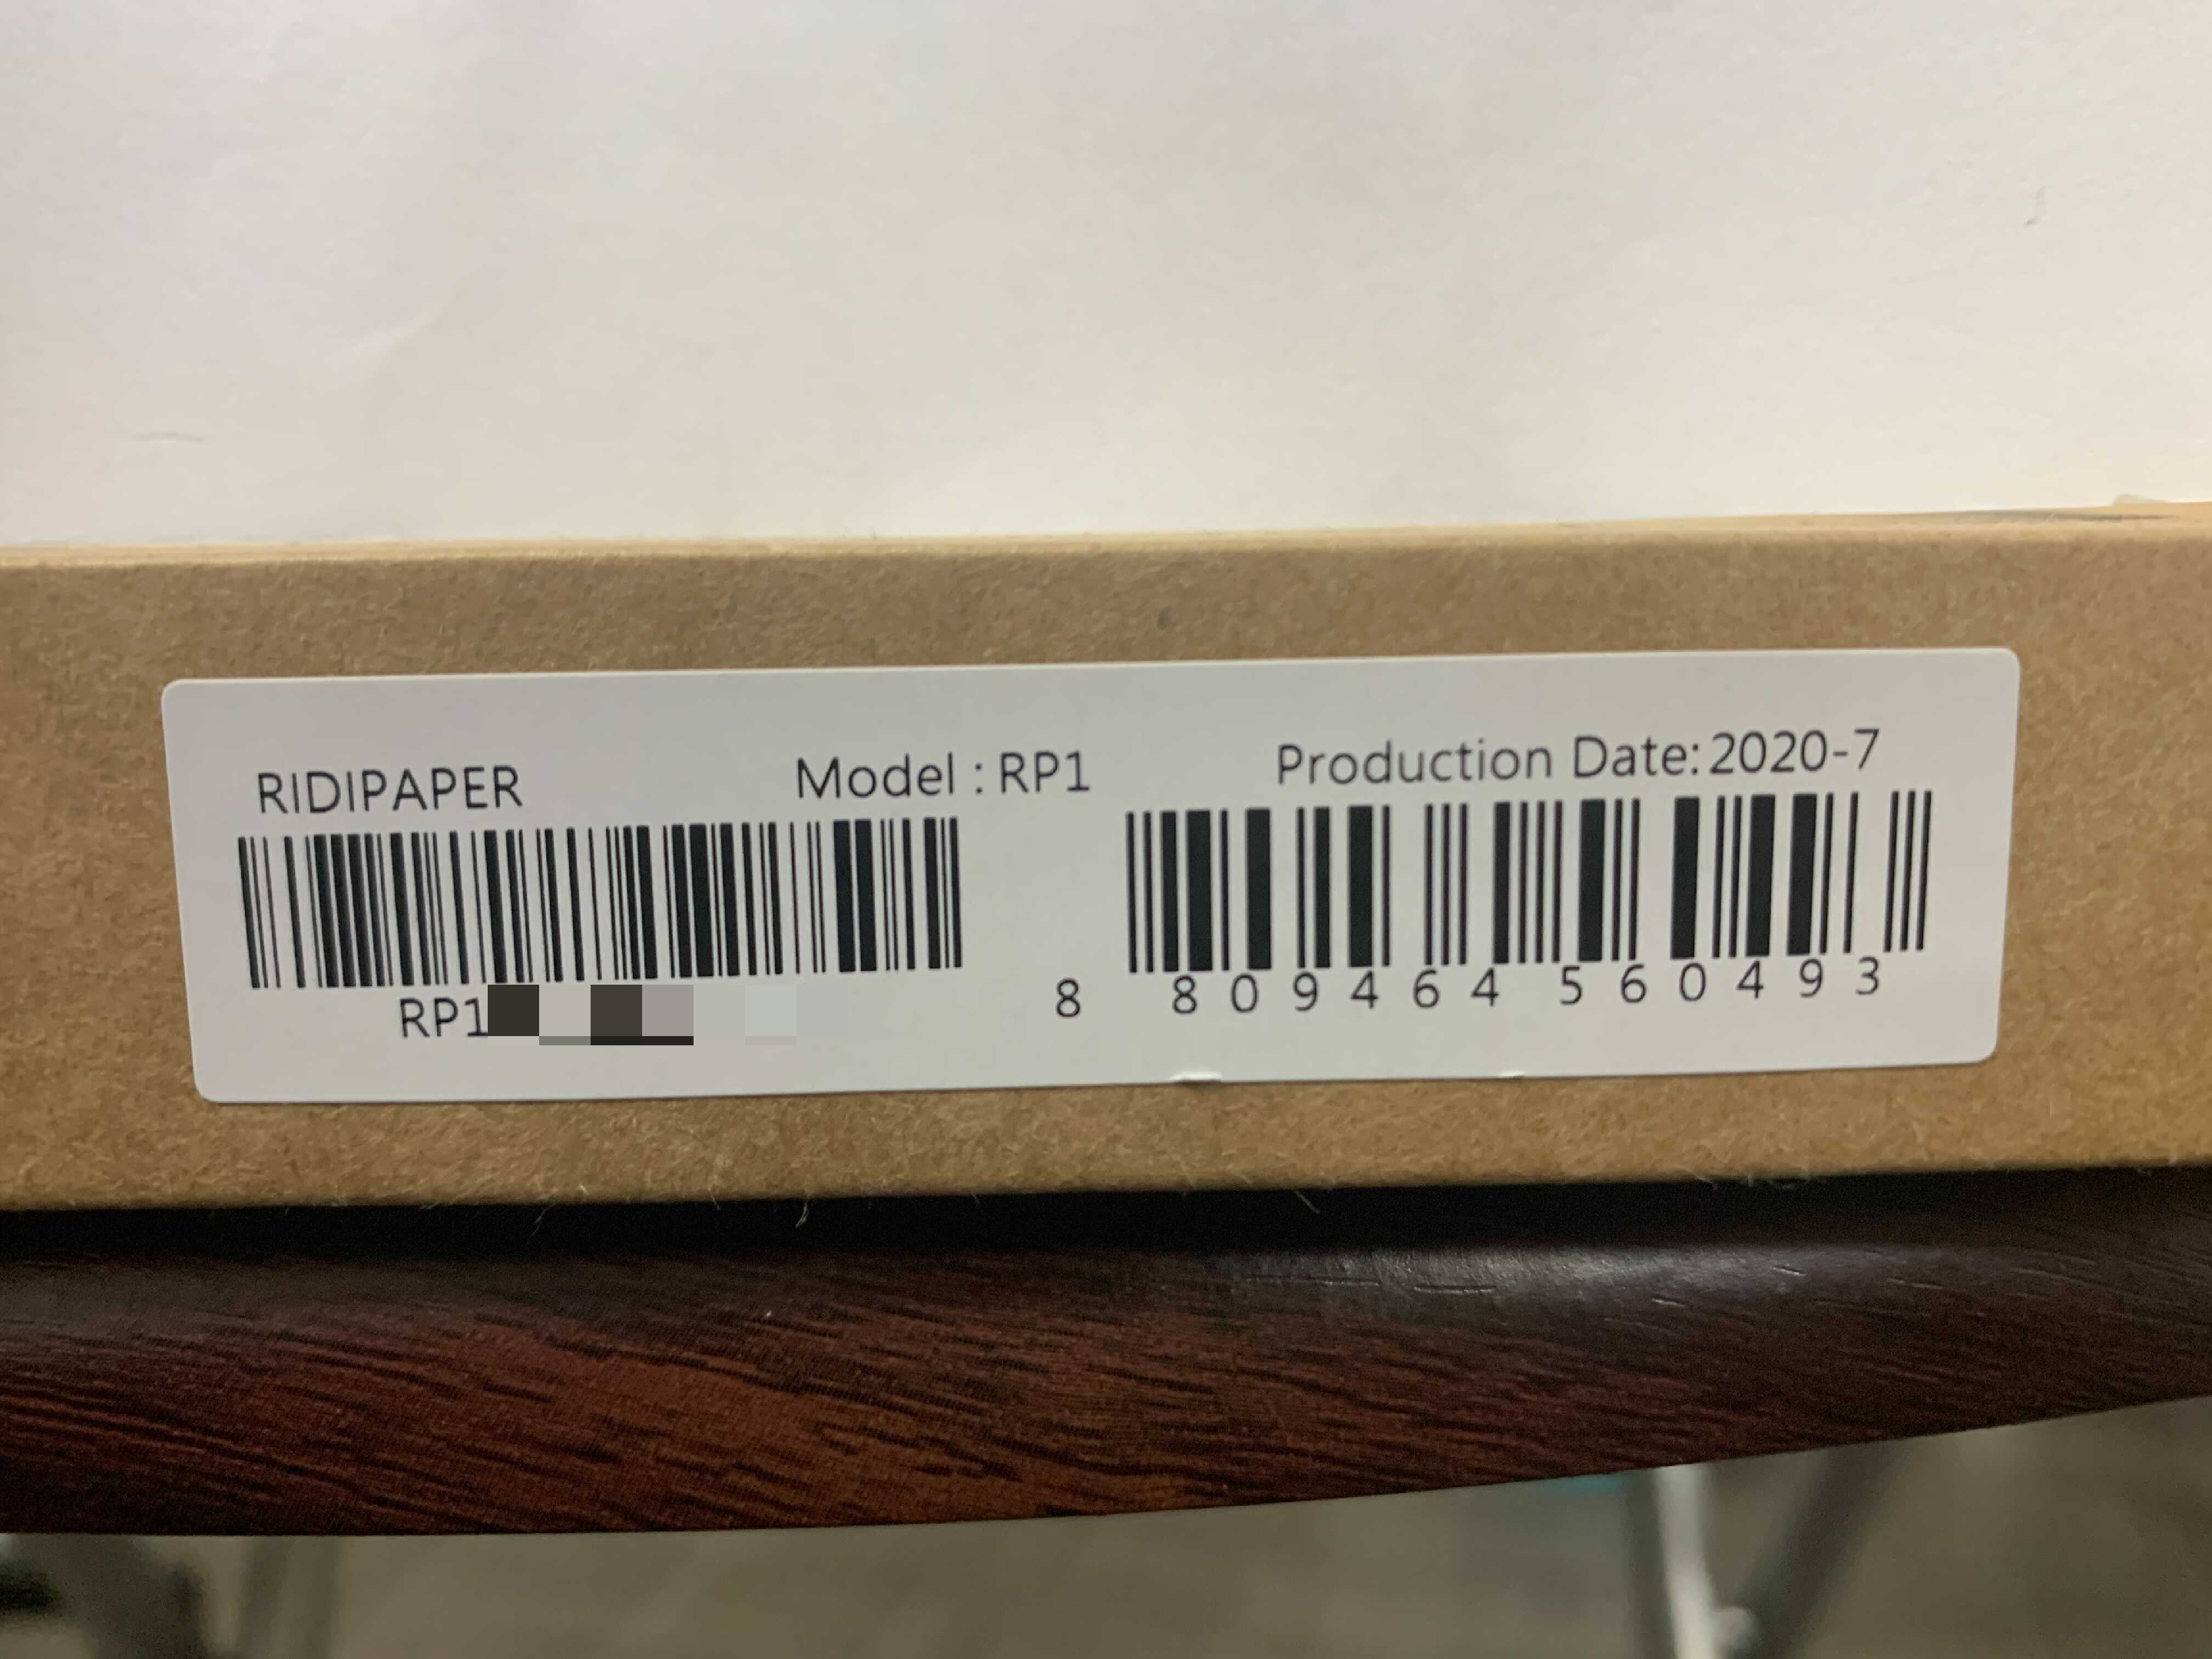 RIDIPAPER Model : RP1 Production Date: 2020-7
RP1
8 809464 560493